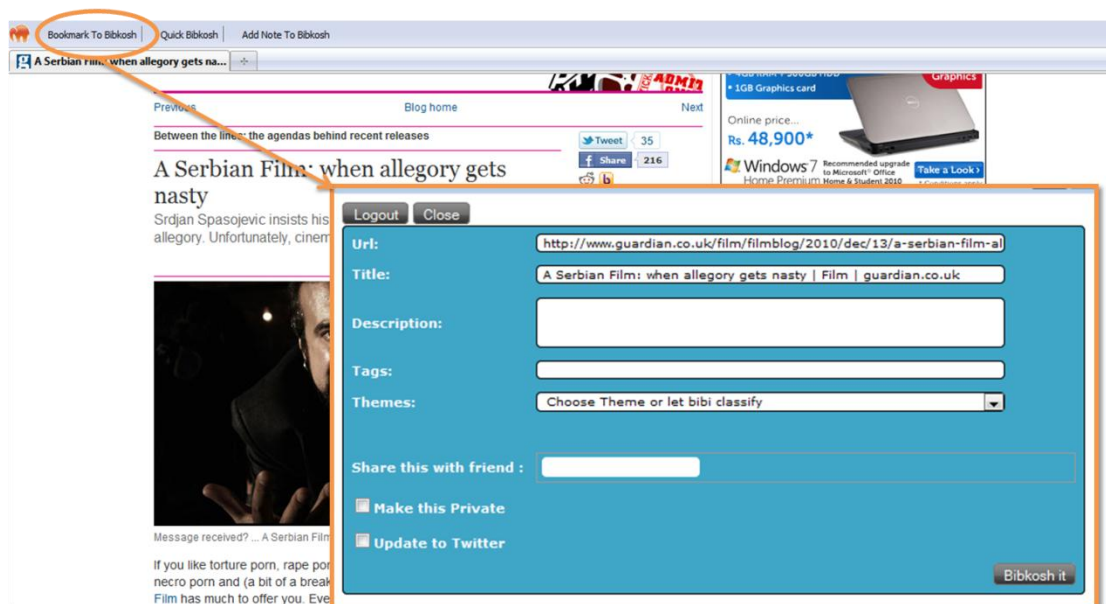 Bookmark To Bibkosh Quick Bibkosh Add Note To Bibkosh
A Serbian Film: when allegory gets na...
ADMIT
Previous Blog home Next
Between the lines: the agendas behind recent releases
Tweet 35
Share 216
A Serbian Film: when allegory gets
nasty
Srdjan Spasojevic insists his
allegory. Unfortunately, cinem
• 1GB Graphics card
Graphics
Online price...
Rs. 48,900*
Windows 7 Home Premium
Recommended upgrade
to Microsoft® Office
Home & Student 2010
Take a Look
Logout Close
Url: http://www.guardian.co.uk/film/filmblog/2010/dec/13/a-serbian-film-al
Title: A Serbian Film: when allegory gets nasty | Film | guardian.co.uk
Description:
Tags:
Themes: Choose Theme or let bibi classify
Share this with friend :
Make this Private
Update to Twitter
Bibkosh it
Message received? ... A Serbian Film
If you like torture porn, rape por
necro porn and (a bit of a break
Film has much to offer you. Eve